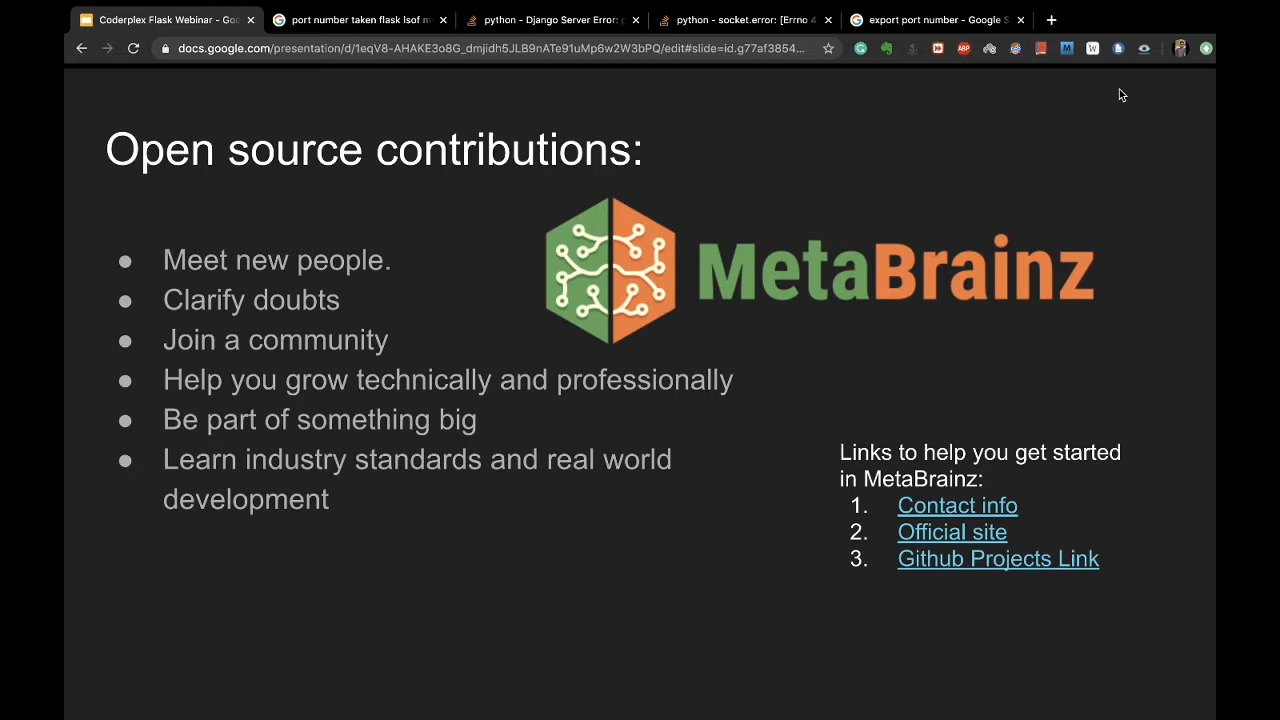 Coderplex Flask Webinar - Goo
port number taken flask lsof m
python - Django Server Error: p
python - socket.error: [Errno 4
export port number - Google S
docs.google.com/presentation/d/1eqV8-AHAKE3o8G_dmjidh5JLB9nATe91uMp6w2W3bPQ/edit#slide=id.g77af3854...
ABP
M
W
Open source contributions:
MetaBrainz
● Meet new people.
● Clarify doubts
● Join a community
● Help you grow technically and professionally
● Be part of something big
● Learn industry standards and real world
development
Links to help you get started
in MetaBrainz:
1. Contact info
2. Official site
3. Github Projects Link